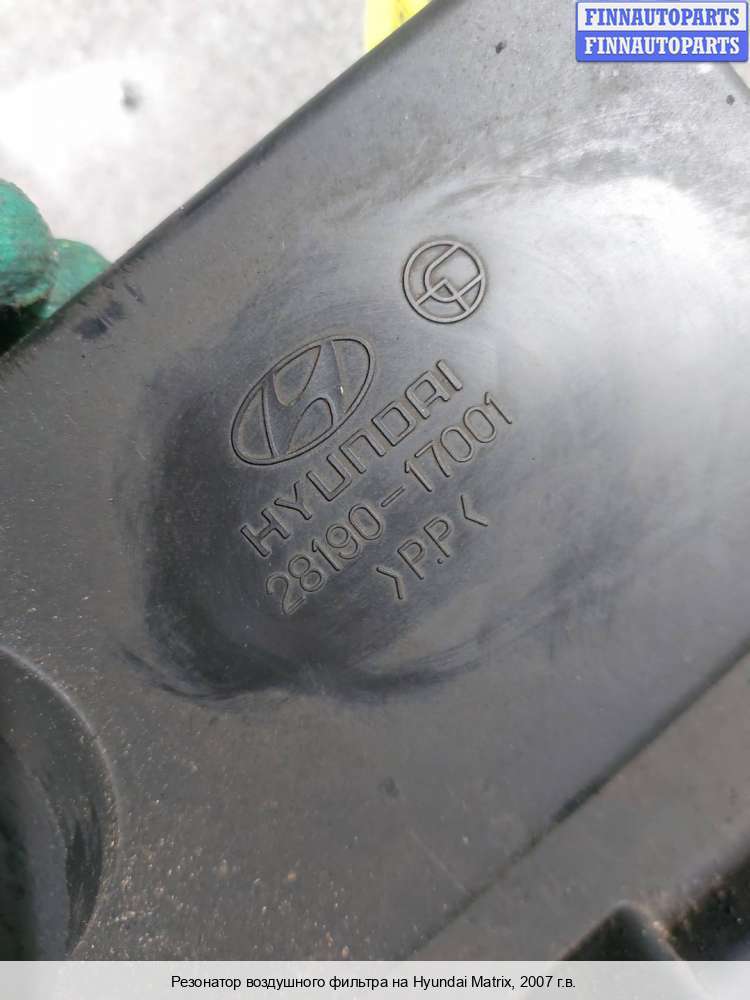 FINNAUTOPARTS
FINNAUTOPARTS
HYUNDAI
28190-17001
>P.P<
Резонатор воздушного фильтра на Hyundai Matrix, 2007 г.в.